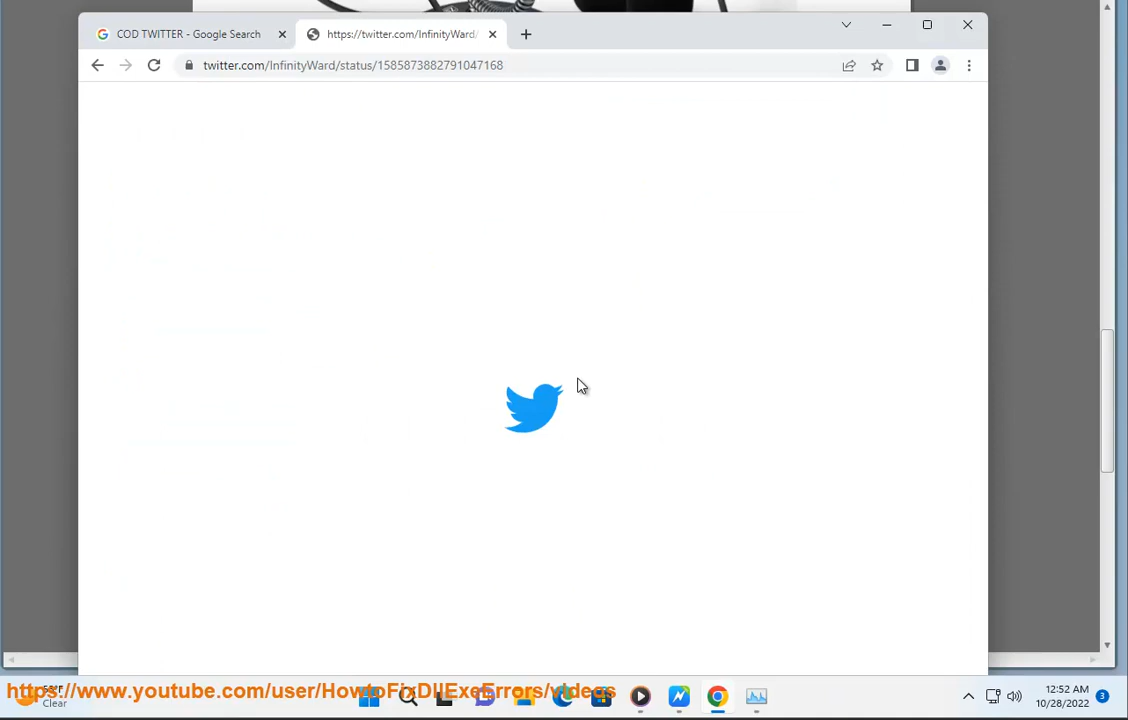 COD TWITTER - Google Search
https://twitter.com/InfinityWard/
twitter.com/InfinityWard/status/1585873882791047168
https://www.youtube.com/user/HowtoFixDllExeErrors/videos
Clear
12:52 AM
10/28/2022
3